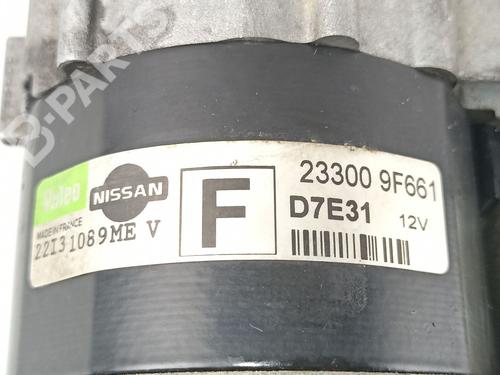 B-PARTS
Valeo
NISSAN
MADE IN FRANCE
22I31089ME V
F
23300 9F661
D7E31
12V